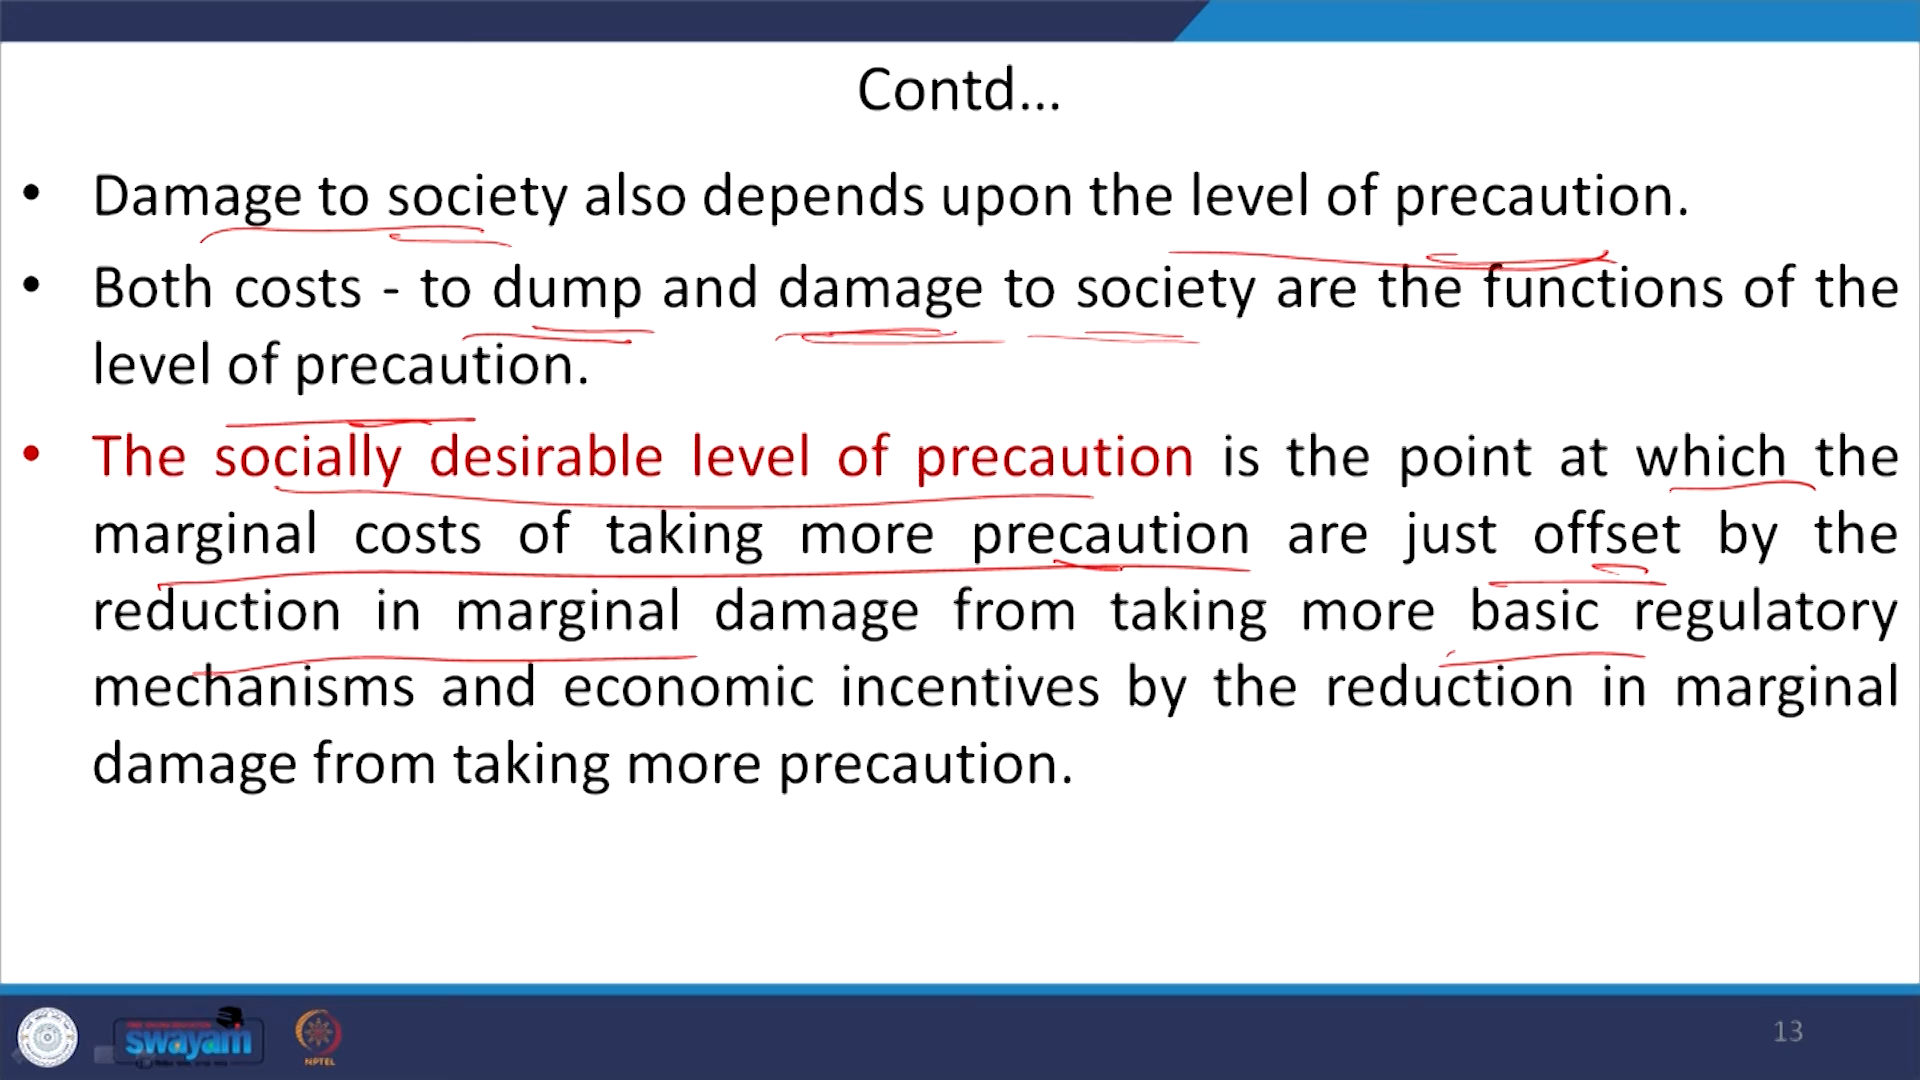 Contd...
• Damage to society also depends upon the level of precaution.
• Both costs - to dump and damage to society are the functions of the
level of precaution.
• The socially desirable level of precaution is the point at which the
marginal costs of taking more precaution are just offset by the
reduction in marginal damage from taking more basic regulatory
mechanisms and economic incentives by the reduction in marginal
damage from taking more precaution.
swayam
NPTEL
13